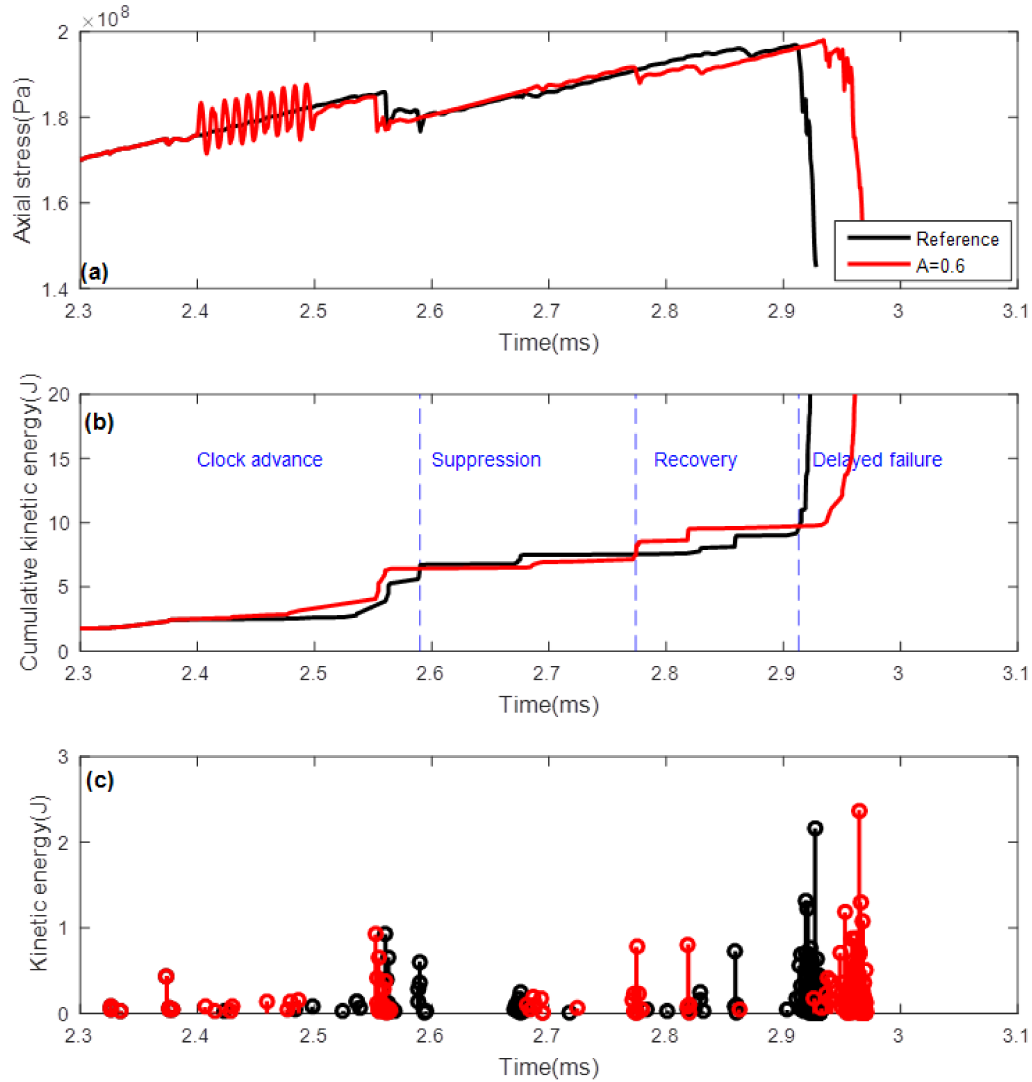 ×10⁸
2
1.8
1.6
1.4
Axial stress(Pa)
(a)
Reference
A=0.6
2.3 2.4 2.5 2.6 2.7 2.8 2.9 3 3.1
Time(ms)
20
15
10
5
0
Cumulative kinetic energy(J)
(b)
Clock advance Suppression Recovery Delayed failure
2.3 2.4 2.5 2.6 2.7 2.8 2.9 3 3.1
Time(ms)
3
2
1
0
Kinetic energy(J)
(c)
2.3 2.4 2.5 2.6 2.7 2.8 2.9 3 3.1
Time(ms)